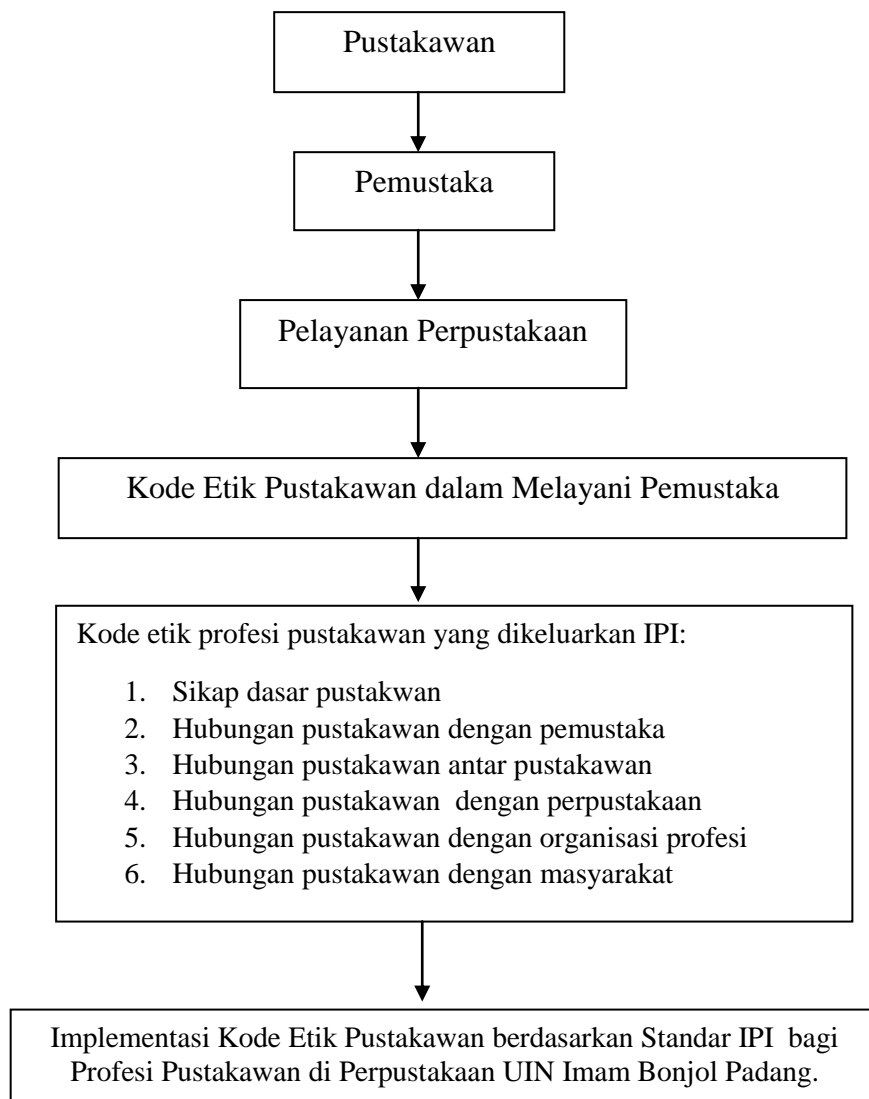 Pustakawan
Pemustaka
Pelayanan Perpustakaan
Kode Etik Pustakawan dalam Melayani Pemustaka
Kode etik profesi pustakawan yang dikeluarkan IPI:
1. Sikap dasar pustakwan
2. Hubungan pustakawan dengan pemustaka
3. Hubungan pustakawan antar pustakawan
4. Hubungan pustakawan dengan perpustakaan
5. Hubungan pustakawan dengan organisasi profesi
6. Hubungan pustakawan dengan masyarakat
Implementasi Kode Etik Pustakawan berdasarkan Standar IPI bagi
Profesi Pustakawan di Perpustakaan UIN Imam Bonjol Padang.